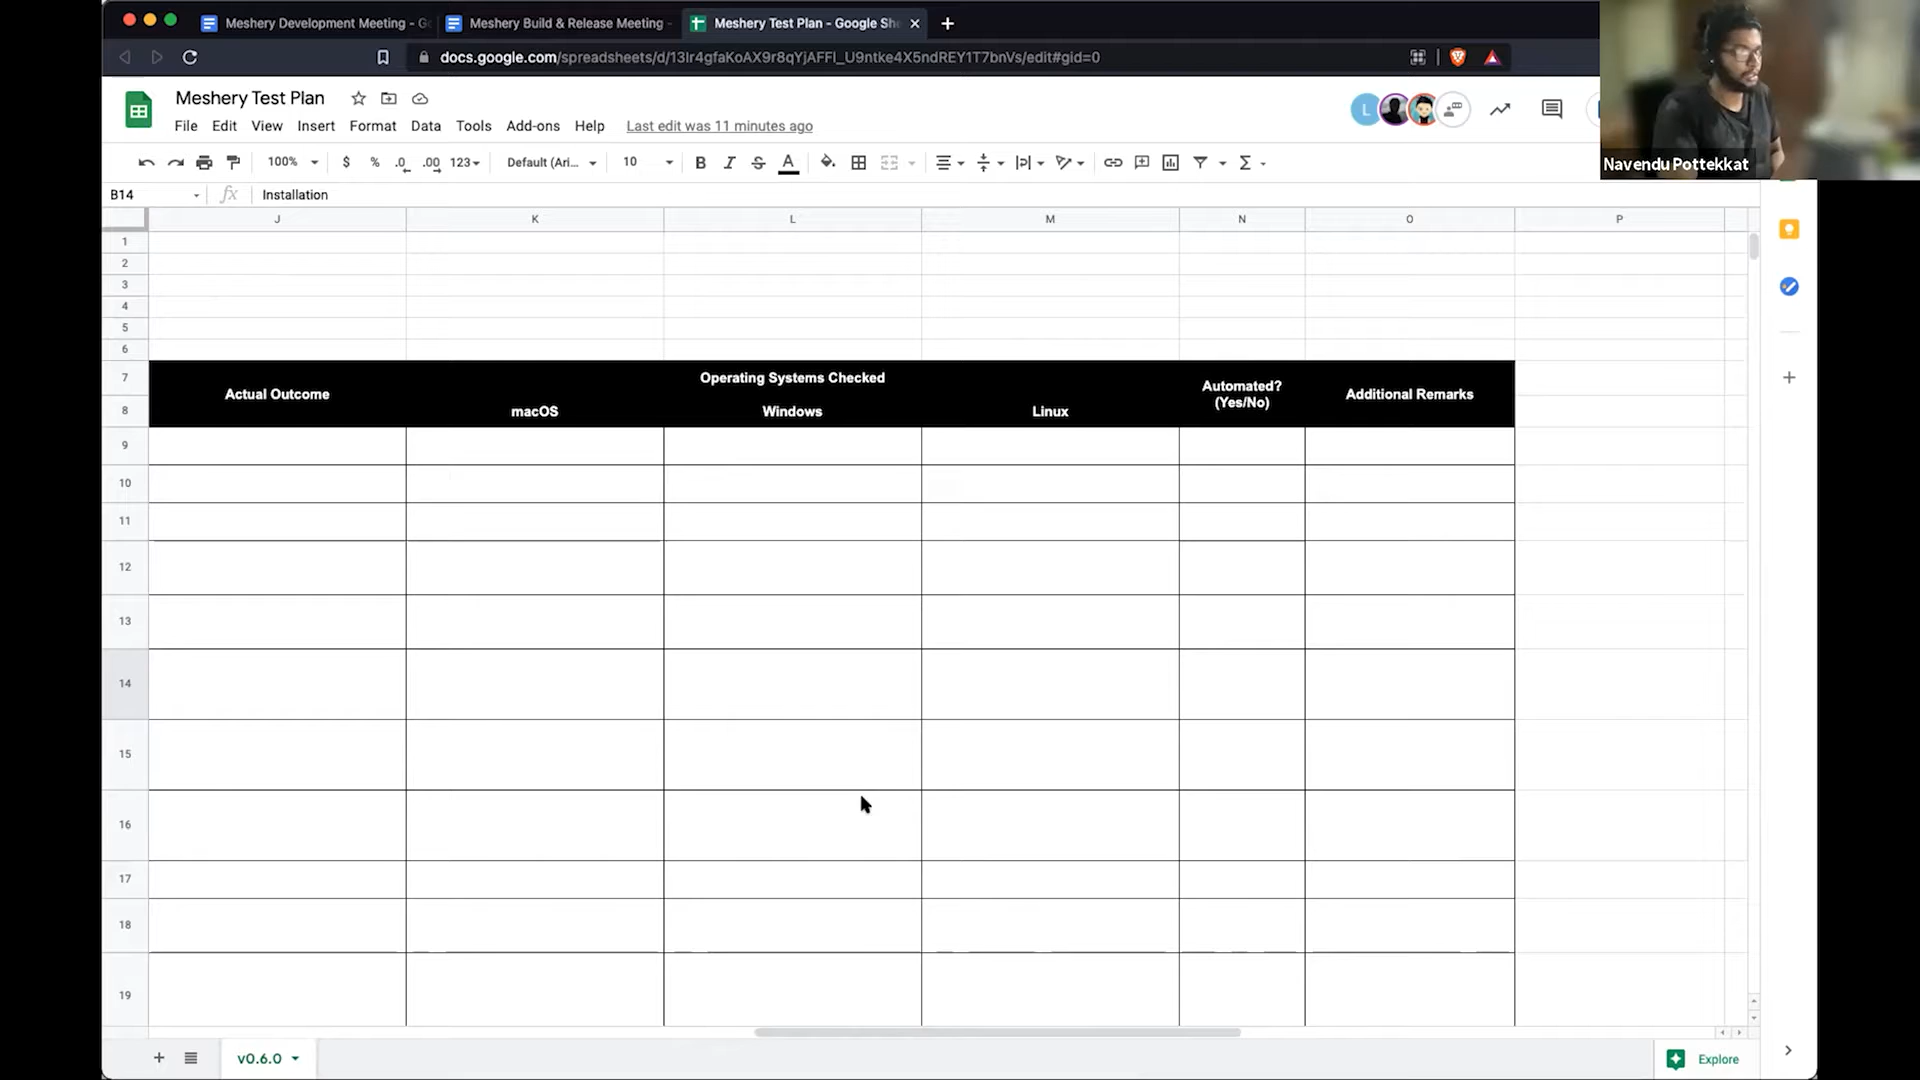 Meshery Development Meeting - G
Meshery Build & Release Meeting -
Meshery Test Plan - Google She
docs.google.com/spreadsheets/d/13lr4gfaKoAX9r8qYjAFFl_U9ntke4X5ndREY1T7bnVs/edit#gid=0
Meshery Test Plan
File Edit View Insert Format Data Tools Add-ons Help Last edit was 11 minutes ago
L
Navendu Pottekkat
100% $ % .0 .00 123 Default (Ari... 10 B I S A
B14 fx Installation
J K L M N O P
1
2
3
4
5
6
7 Operating Systems Checked
Actual Outcome Automated? (Yes/No) Additional Remarks
8 macOS Windows Linux
9
10
11
12
13
14
15
16
17
18
19
v0.6.0
Explore